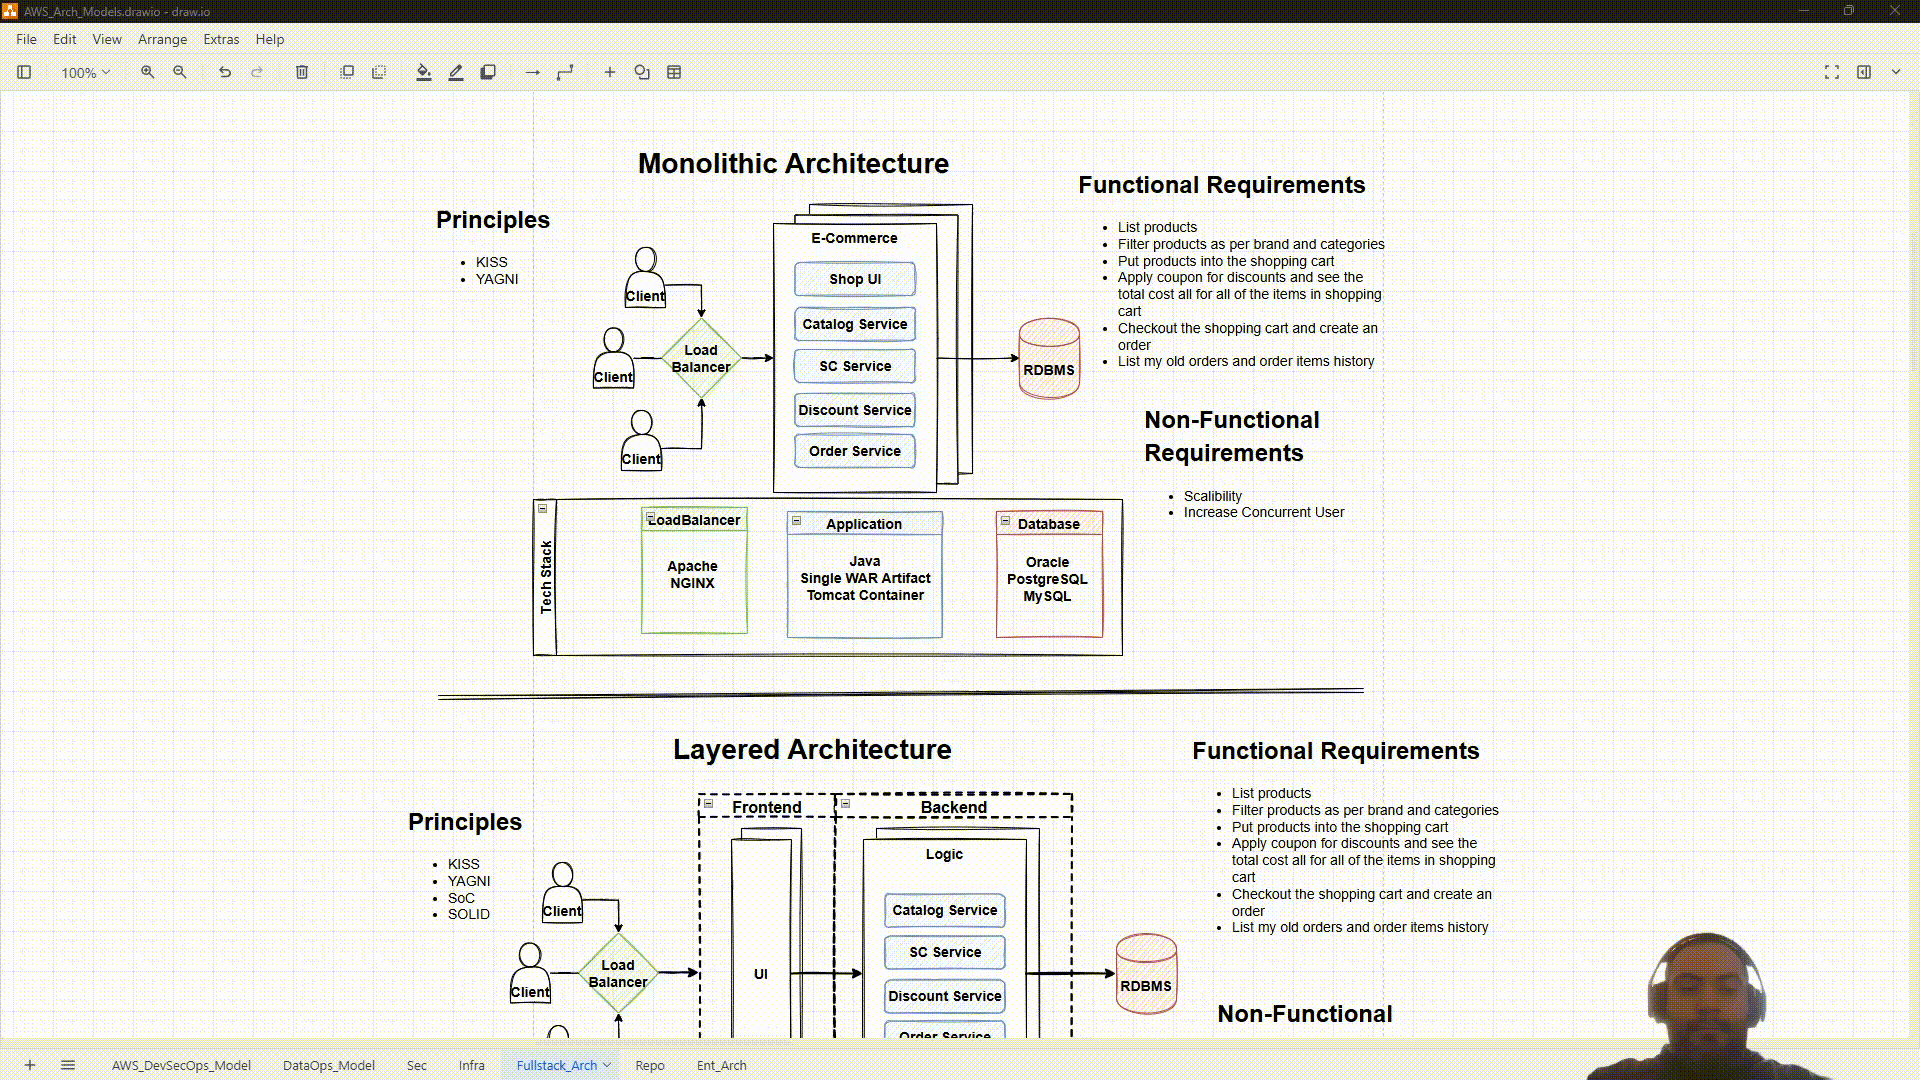 AWS_Arch_Models.drawio - draw.io
File Edit View Arrange Extras Help
100%
Monolithic Architecture
Principles
KISS
YAGNI
Client
Client
Client
Load
Balancer
E-Commerce
Shop UI
Catalog Service
SC Service
Discount Service
Order Service
RDBMS
Functional Requirements
List products
Filter products as per brand and categories
Put products into the shopping cart
Apply coupon for discounts and see the
total cost all for all of the items in shopping
cart
Checkout the shopping cart and create an
order
List my old orders and order items history
Non-Functional
Requirements
Scalibility
Increase Concurrent User
Tech Stack
LoadBalancer
Apache
NGINX
Application
Java
Single WAR Artifact
Tomcat Container
Database
Oracle
PostgreSQL
MySQL
Layered Architecture
Principles
KISS
YAGNI
SoC
SOLID
Client
Client
Load
Balancer
Frontend
UI
Backend
Logic
Catalog Service
SC Service
Discount Service
Order Service
RDBMS
Functional Requirements
List products
Filter products as per brand and categories
Put products into the shopping cart
Apply coupon for discounts and see the
total cost all for all of the items in shopping
cart
Checkout the shopping cart and create an
order
List my old orders and order items history
Non-Functional
AWS_DevSecOps_Model DataOps_Model Sec Infra Fullstack_Arch Repo Ent_Arch